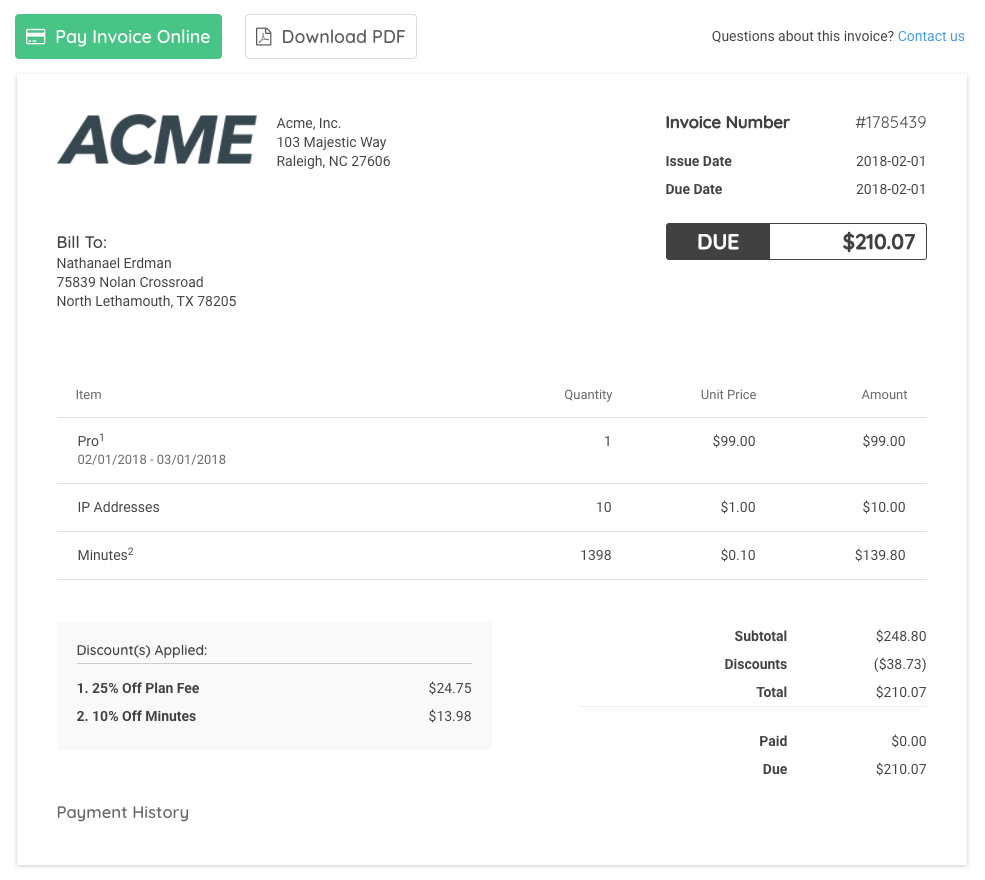 Pay Invoice Online
Download PDF
Questions about this invoice? Contact us
ACME
Acme, Inc.
103 Majestic Way
Raleigh, NC 27606
Invoice Number #1785439
Issue Date 2018-02-01
Due Date 2018-02-01
DUE $210.07
Bill To:
Nathanael Erdman
75839 Nolan Crossroad
North Lethamouth, TX 78205
Item Quantity Unit Price Amount
Pro1 1 $99.00 $99.00
02/01/2018 - 03/01/2018
IP Addresses 10 $1.00 $10.00
Minutes2 1398 $0.10 $139.80
Discount(s) Applied:
1. 25% Off Plan Fee $24.75
2. 10% Off Minutes $13.98
Subtotal $248.80
Discounts ($38.73)
Total $210.07
Paid $0.00
Due $210.07
Payment History